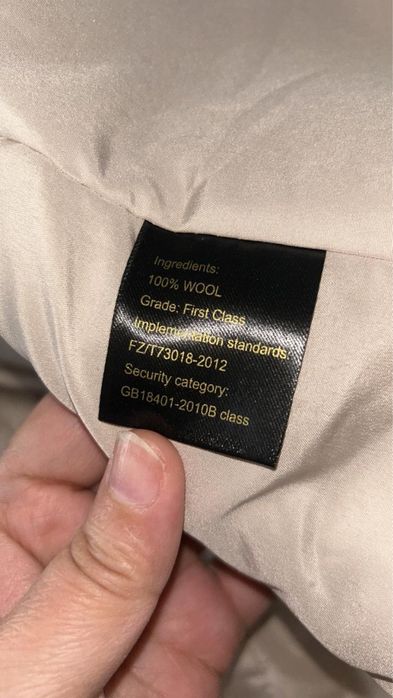 Ingredients:
100% WOOL
Grade: First Class
Implementation standards:
FZ/T73018-2012
Security category:
GB18401-2010B class